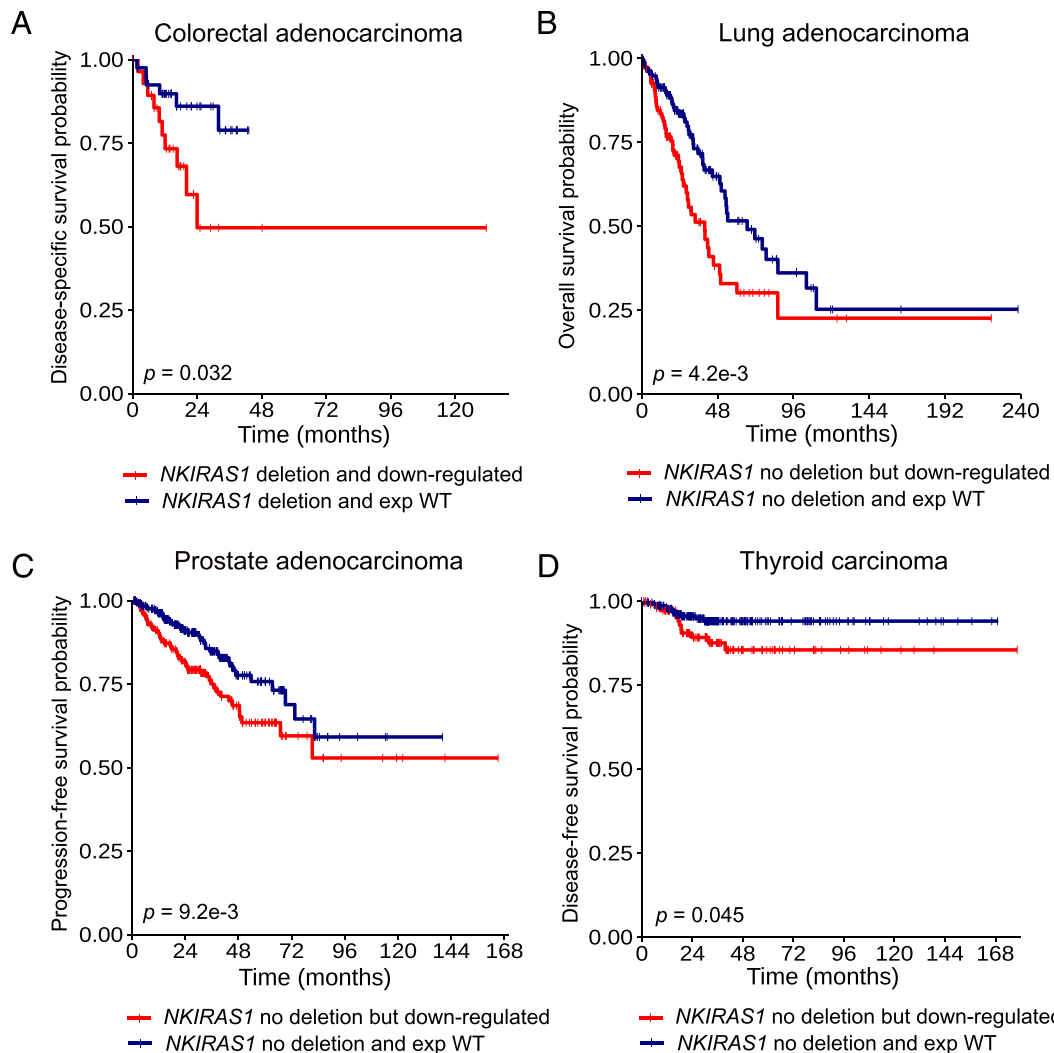 A
Colorectal adenocarcinoma
Disease-specific survival probability
1.00
0.75
0.50
0.25
0.00
p = 0.032
0 24 48 72 96 120
Time (months)
NKIRAS1 deletion and down-regulated
NKIRAS1 deletion and exp WT
B
Lung adenocarcinoma
Overall survival probability
1.00
0.75
0.50
0.25
0.00
p = 4.2e-3
0 48 96 144 192 240
Time (months)
NKIRAS1 no deletion but down-regulated
NKIRAS1 no deletion and exp WT
C
Prostate adenocarcinoma
Progression-free survival probability
1.00
0.75
0.50
0.25
0.00
p = 9.2e-3
0 24 48 72 96 120 144 168
Time (months)
NKIRAS1 no deletion but down-regulated
NKIRAS1 no deletion and exp WT
D
Thyroid carcinoma
Disease-free survival probability
1.00
0.75
0.50
0.25
0.00
p = 0.045
0 24 48 72 96 120 144 168
Time (months)
NKIRAS1 no deletion but down-regulated
NKIRAS1 no deletion and exp WT